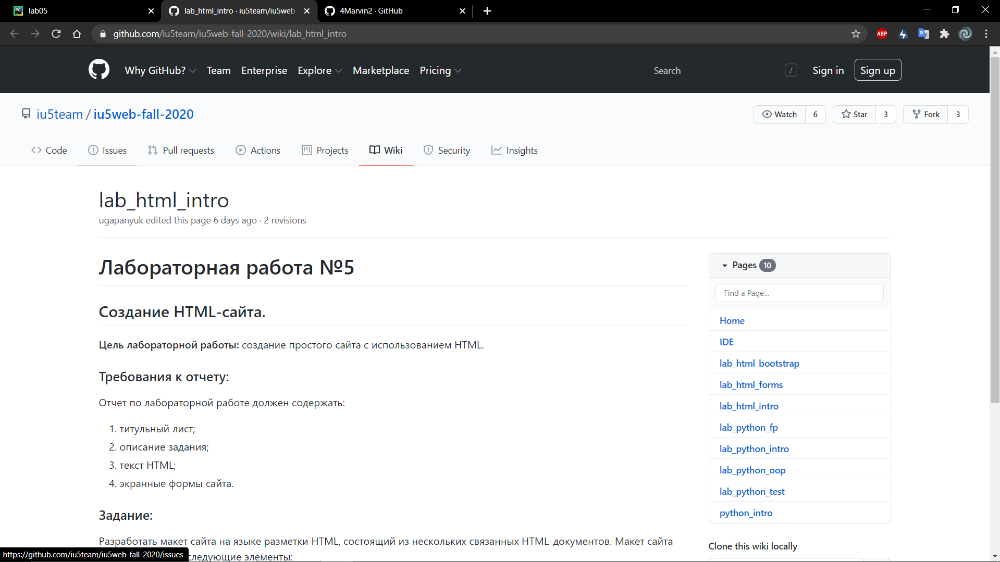 lab05
lab_html_intro · iu5team/iu5web-
4Marvin2 · GitHub
github.com/iu5team/iu5web-fall-2020/wiki/lab_html_intro
ABP
Why GitHub? Team Enterprise Explore Marketplace Pricing Search / Sign in Sign up
iu5team / iu5web-fall-2020
Watch 6 Star 3 Fork 3
Code Issues Pull requests Actions Projects Wiki Security Insights
lab_html_intro
ugapanyuk edited this page 6 days ago · 2 revisions
Лабораторная работа №5
Создание HTML-сайта.
Цель лабораторной работы: создание простого сайта с использованием HTML.
Требования к отчету:
Отчет по лабораторной работе должен содержать:
1. титульный лист;
2. описание задания;
3. текст HTML;
4. экранные формы сайта.
Задание:
Разработать макет сайта на языке разметки HTML, состоящий из нескольких связанных HTML-документов. Макет сайта
следующие элементы:
Pages 10
Find a Page...
Home
IDE
lab_html_bootstrap
lab_html_forms
lab_html_intro
lab_python_fp
lab_python_intro
lab_python_oop
lab_python_test
python_intro
Clone this wiki locally
https://github.com/iu5team/iu5web-fall-2020/issues